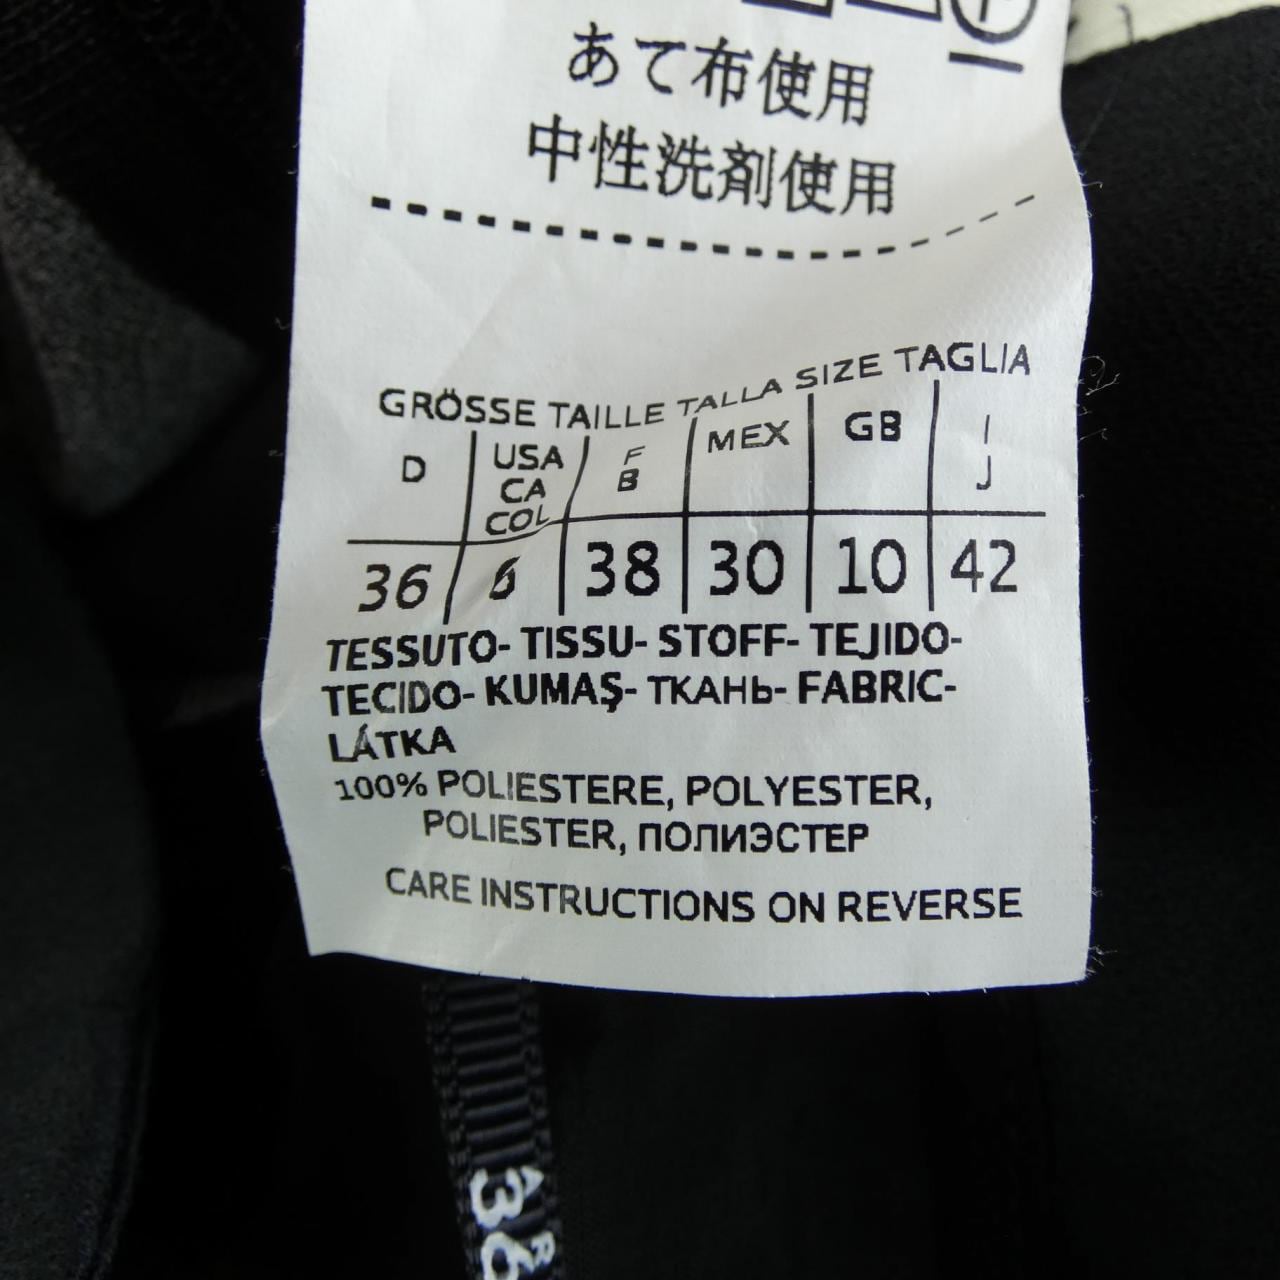 あて布使用
中性洗剤使用
GRÖSSE TAILLE TALLA SIZE TAGLIA
D USA CA COL F B MEX GB I J
36 6 38 30 10 42
TESSUTO- TISSU- STOFF- TEJIDO-
TECIDO- KUMAŞ- ТКАНЬ- FABRIC-
LÁTKA
100% POLIESTERE, POLYESTER,
POLIESTER, ПОЛИЭСТЕР
CARE INSTRUCTIONS ON REVERSE
36